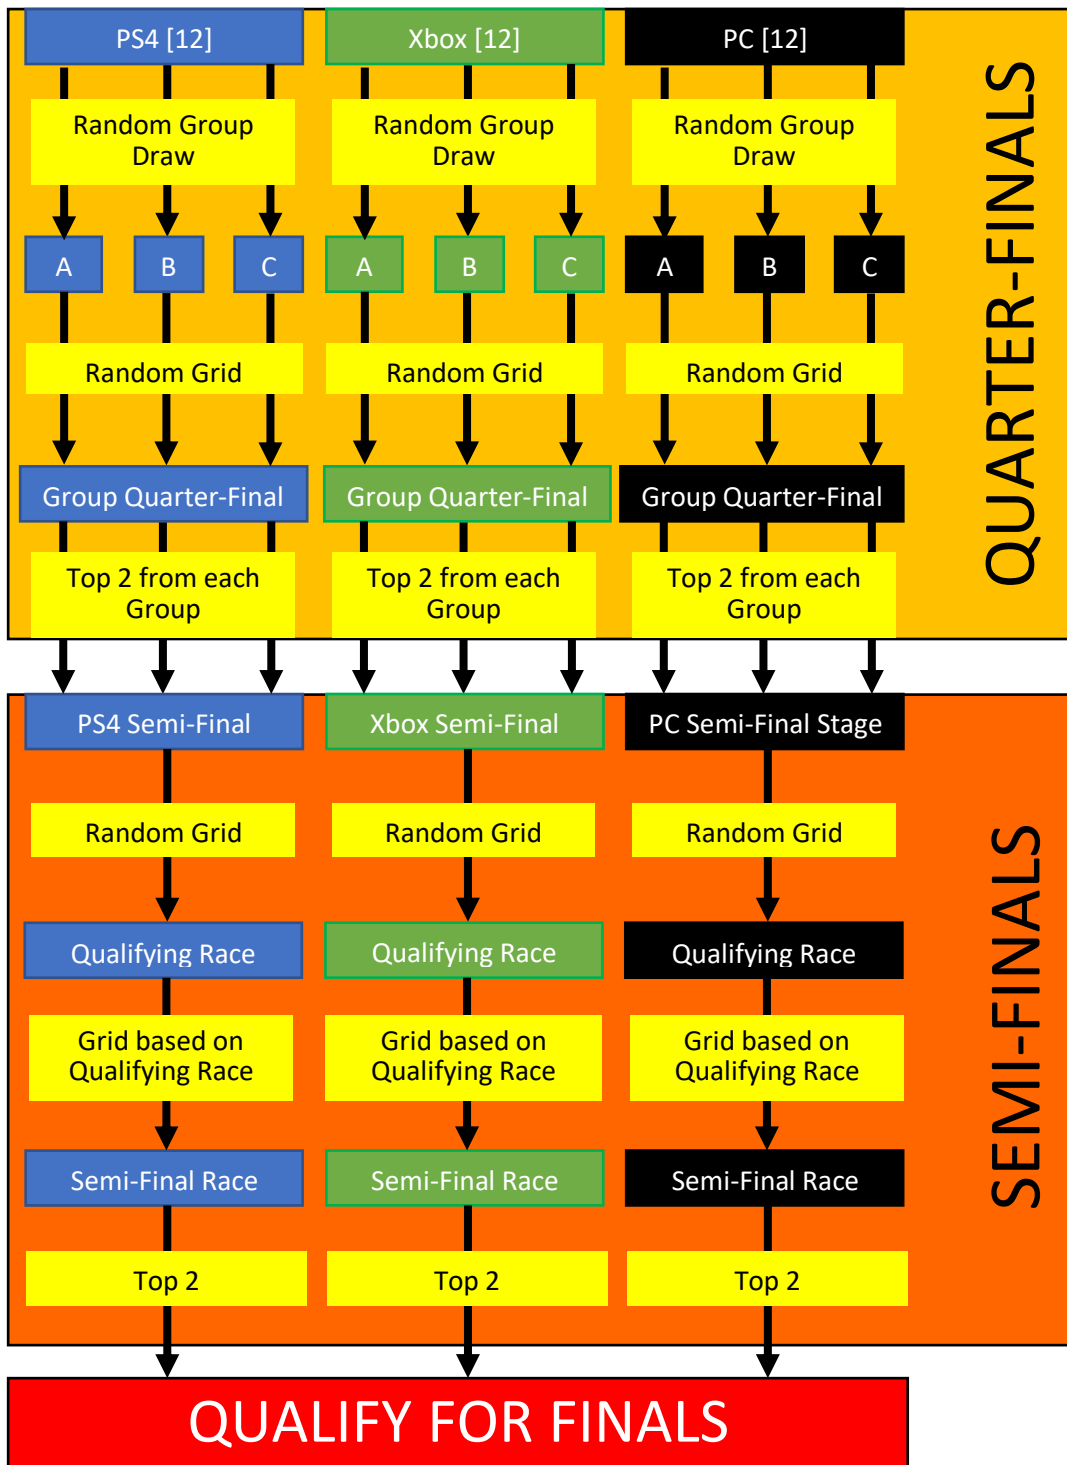 PS4 [12]
Xbox [12]
PC [12]
Random Group
Draw
Random Group
Draw
Random Group
Draw
A
B
C
A
B
C
A
B
C
Random Grid
Random Grid
Random Grid
Group Quarter-Final
Group Quarter-Final
Group Quarter-Final
Top 2 from each
Group
Top 2 from each
Group
Top 2 from each
Group
QUARTER-FINALS
PS4 Semi-Final
Xbox Semi-Final
PC Semi-Final Stage
Random Grid
Random Grid
Random Grid
Qualifying Race
Qualifying Race
Qualifying Race
Grid based on
Qualifying Race
Grid based on
Qualifying Race
Grid based on
Qualifying Race
Semi-Final Race
Semi-Final Race
Semi-Final Race
Top 2
Top 2
Top 2
SEMI-FINALS
QUALIFY FOR FINALS